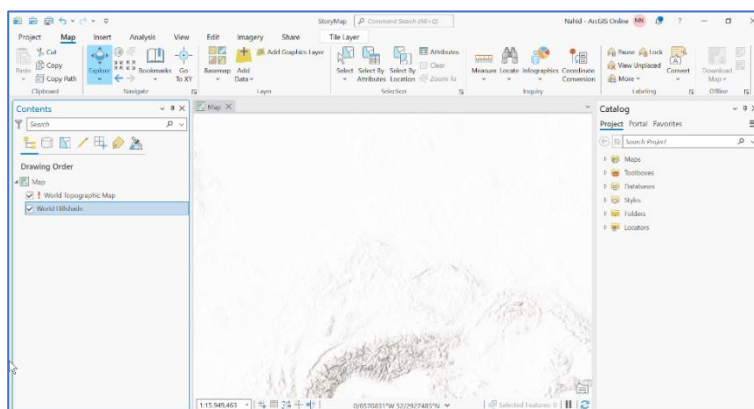 StoryMap
Command Search (Alt+Q)
Nahid - ArcGIS Online
NN
?
Project
Map
Insert
Analysis
View
Edit
Imagery
Share
Tile Layer
Paste
Cut
Copy
Copy Path
Clipboard
Explore
Bookmarks
Go
To XY
Navigate
Basemap
Add
Data
Add Graphics Layer
Layer
Select
Select By
Attributes
Select By
Location
Attributes
Clear
Zoom To
Selection
Measure
Locate
Infographics
Coordinate
Conversion
Inquiry
Pause
Lock
View Unplaced
More
Convert
Labeling
Download
Map
Offline
Contents
Search
Drawing Order
Map
! World Topographic Map
World Hillshade
Map
1:15,949,463
Selected Features: 0
Catalog
Project Portal Favorites
Search Project
Maps
Toolboxes
Databases
Styles
Folders
Locators